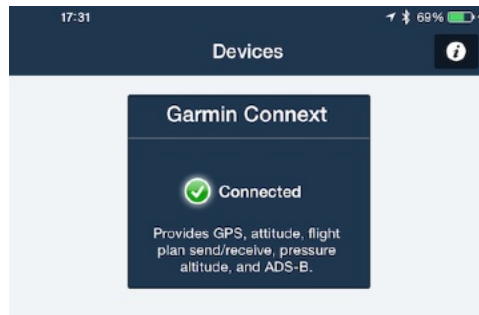 17:31 69%
Devices
Garmin Connext
Connected
Provides GPS, attitude, flight
plan send/receive, pressure
altitude, and ADS-B.